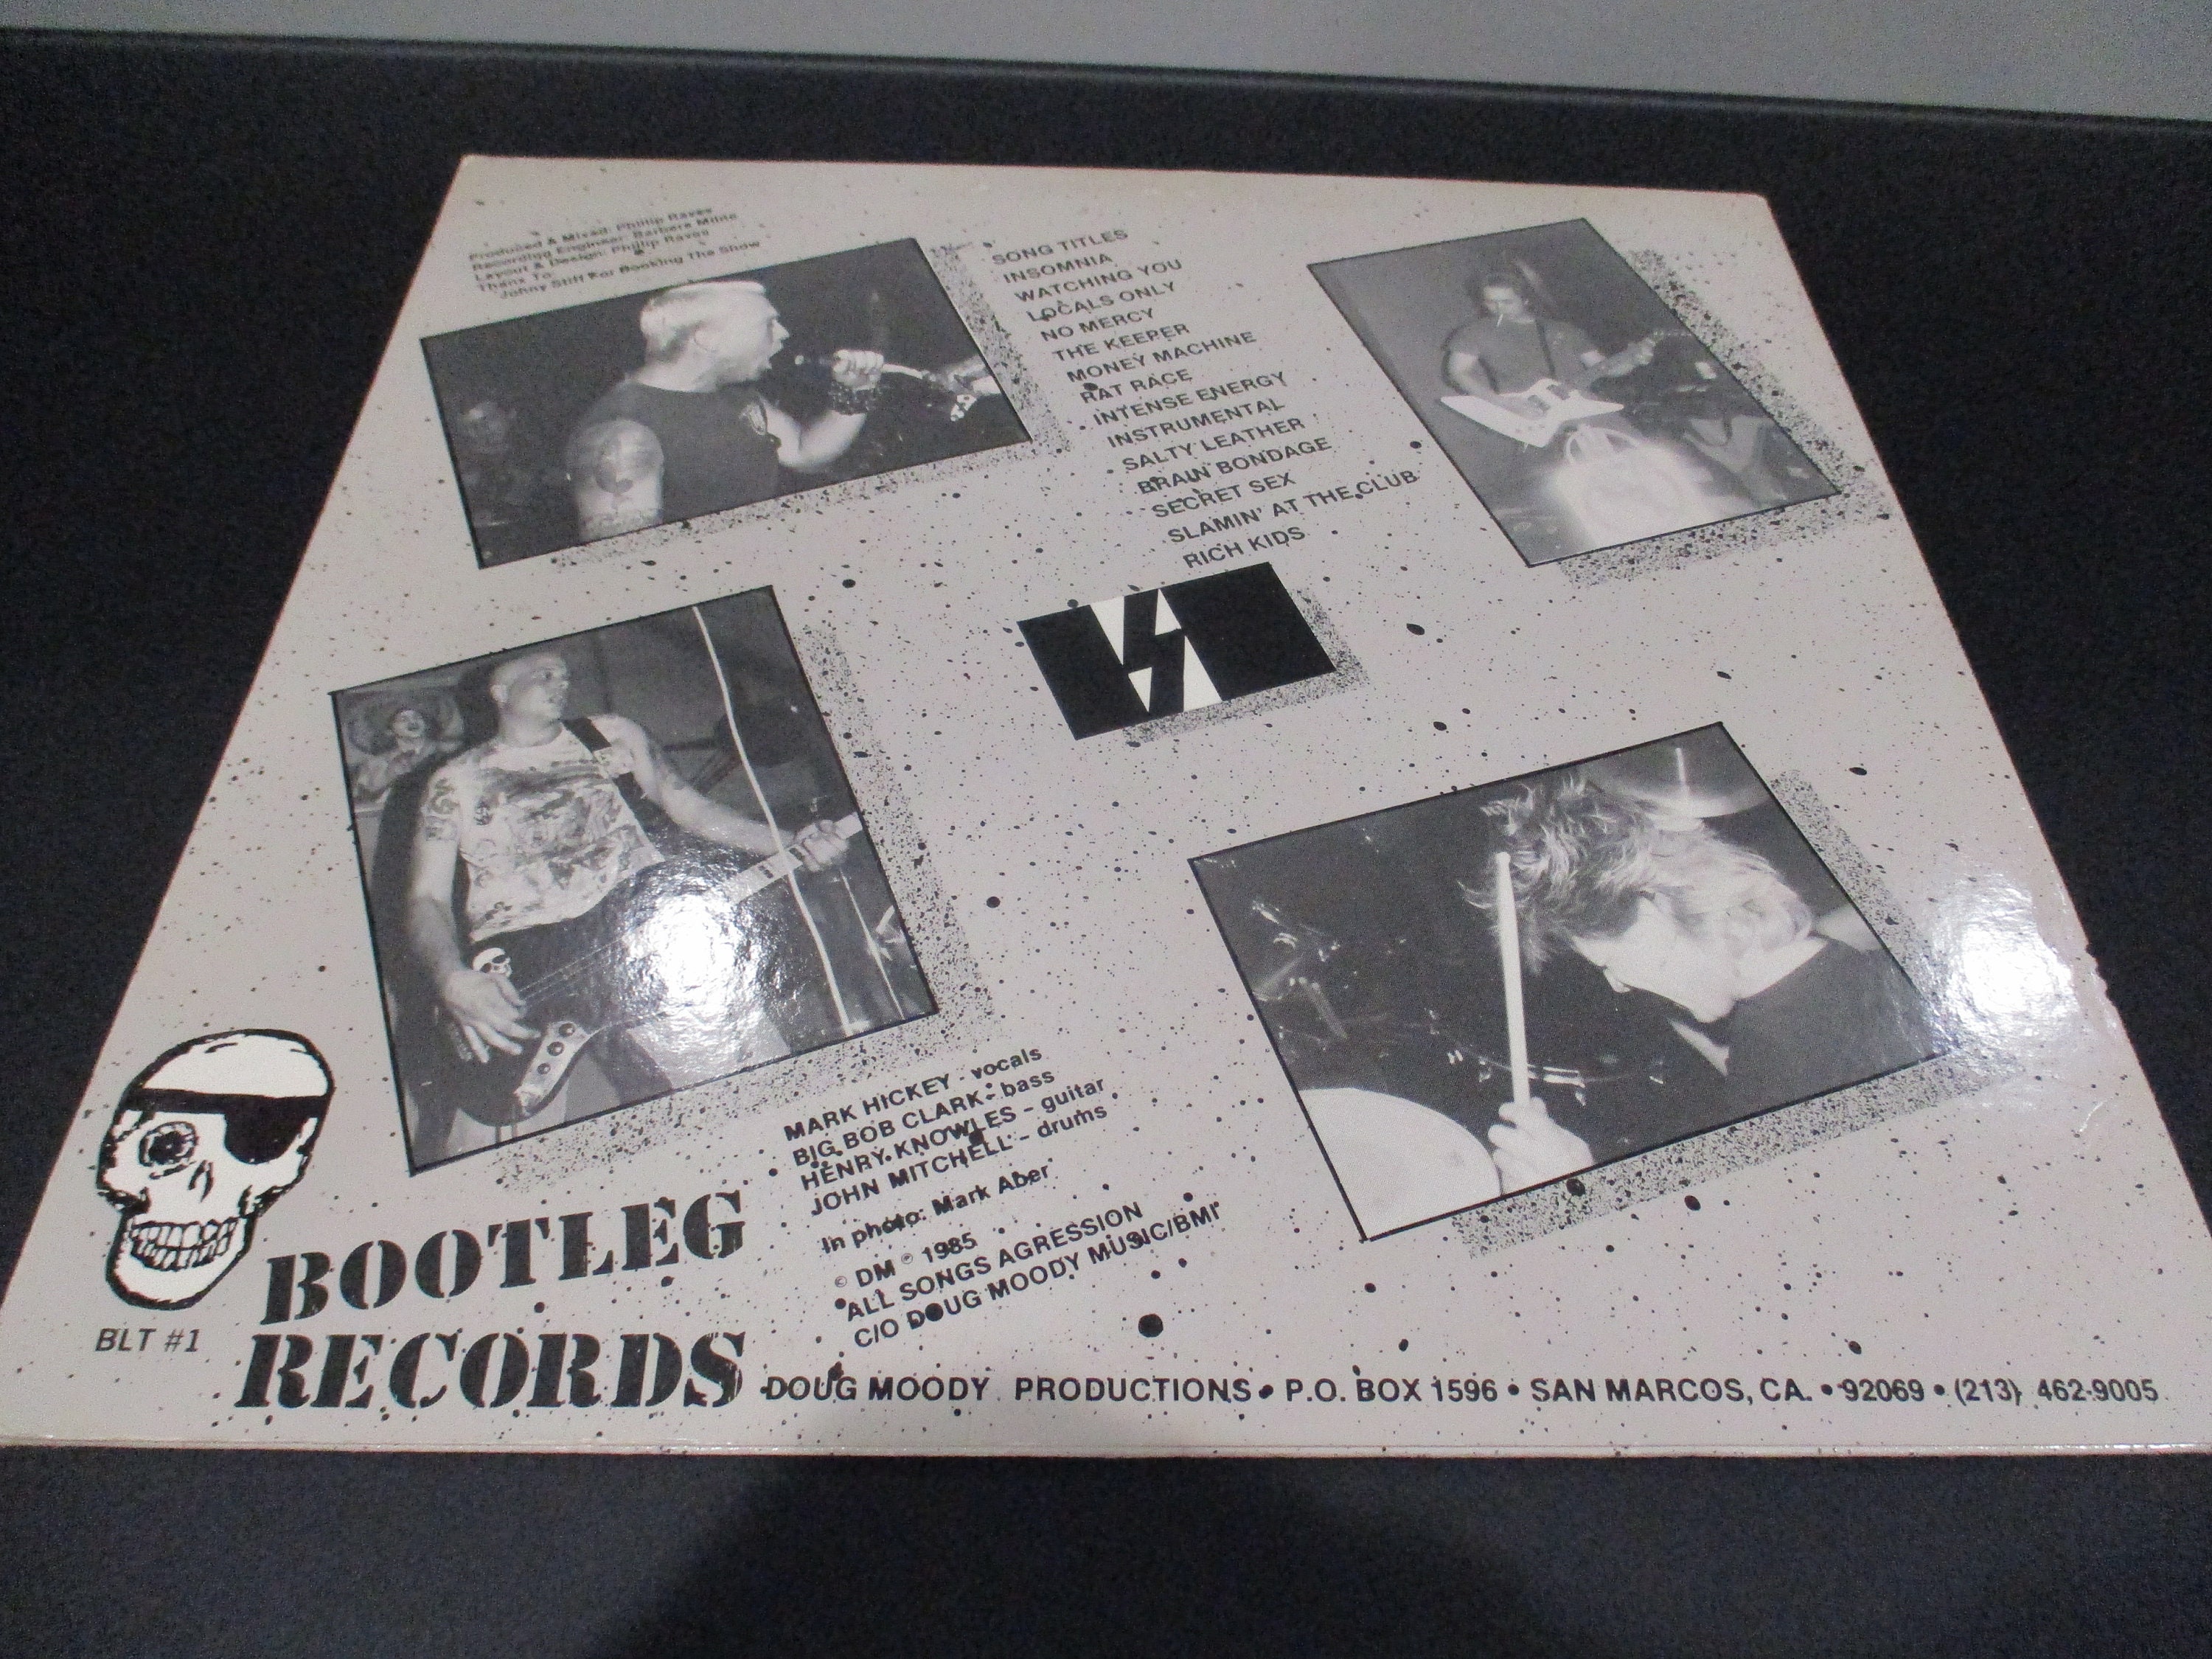 Produced & Mixed: Phillip Raves
Recording Engineer: Barbara Milne
Layout & Design: Phillip Raves
Thanx To:
Johny Stiff For Booking The Show
SONG TITLES
INSOMNIA
WATCHING YOU
LOCALS ONLY
NO MERCY
THE KEEPER
MONEY MACHINE
RAT RACE
INTENSE ENERGY
INSTRUMENTAL
SALTY LEATHER
BRAIN BONDAGE
SECRET SEX
SLAMIN' AT THE CLUB
RICH KIDS
MARK HICKEY - vocals
BIG BOB CLARK - bass
HENRY KNOWLES - guitar
JOHN MITCHELL - drums
In photo: Mark Aber
© DM ℗ 1985
ALL SONGS AGRESSION
C/O DOUG MOODY MUSIC/BMI
BOOTLEG
RECORDS
BLT #1
DOUG MOODY PRODUCTIONS • P.O. BOX 1596 • SAN MARCOS, CA. • 92069 • (213) 462-9005